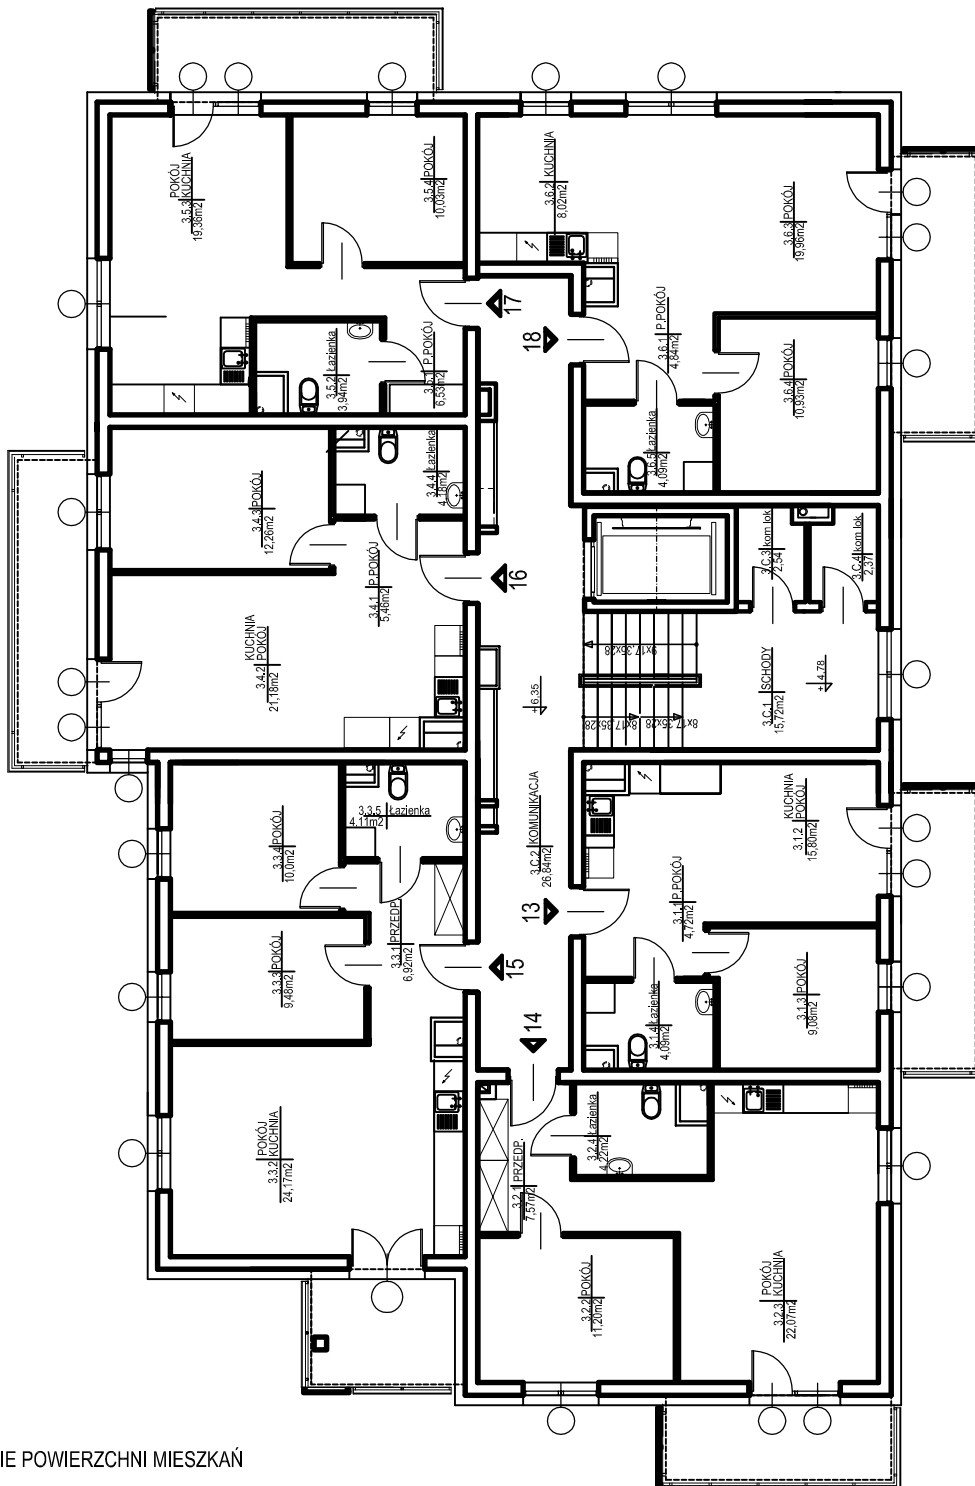 POKÓJ
3.5.3 KUCHNIA
19,36m2
3.5.4 POKÓJ
10,03m2
3.5.2 Łazienka
3,94m2
3.5.1 P.POKÓJ
6,53m2
17
3.6.2 KUCHNIA
8,02m2
3.6.3 POKÓJ
19,96m2
3.6.1 P.POKÓJ
4,84m2
3.6.4 POKÓJ
10,93m2
3.6.5 Łazienka
4,09m2
18
3.4.3 POKÓJ
12,26m2
3.4.4 Łazienka
4,18m2
3.4.1 P.POKÓJ
5,46m2
KUCHNIA
3.4.2 POKÓJ
21,18m2
16
3.C.3 kom lok
2,54
3.C.4 kom lok
2,37
9x17.35x28
8x17.35x28
8x17.35x28
3.C.1 SCHODY
15,72m2
+4.78
+6.35
3.C.2 KOMUNIKACJA
26,84m2
3.3.5 Łazienka
4.11m2
3.3.4 POKÓJ
10,0m2
3.3.3 POKÓJ
9,48m2
3.3.1 PRZEDP.
6,92m2
POKÓJ
3.3.2 KUCHNIA
24,17m2
15
13
14
KUCHNIA
3.1.2 POKÓJ
15,80m2
3.1.1 P.POKÓJ
4,72m2
3.1.3 POKÓJ
9,08m2
3.1.4 Łazienka
4,09m2
3.2.4 Łazienka
4,22m2
3.2.1 PRZEDP.
7,57m2
3.2.2 POKÓJ
11,20m2
POKÓJ
3.2.3 KUCHNIA
22,07m2
IE POWIERZCHNI MIESZKAŃ